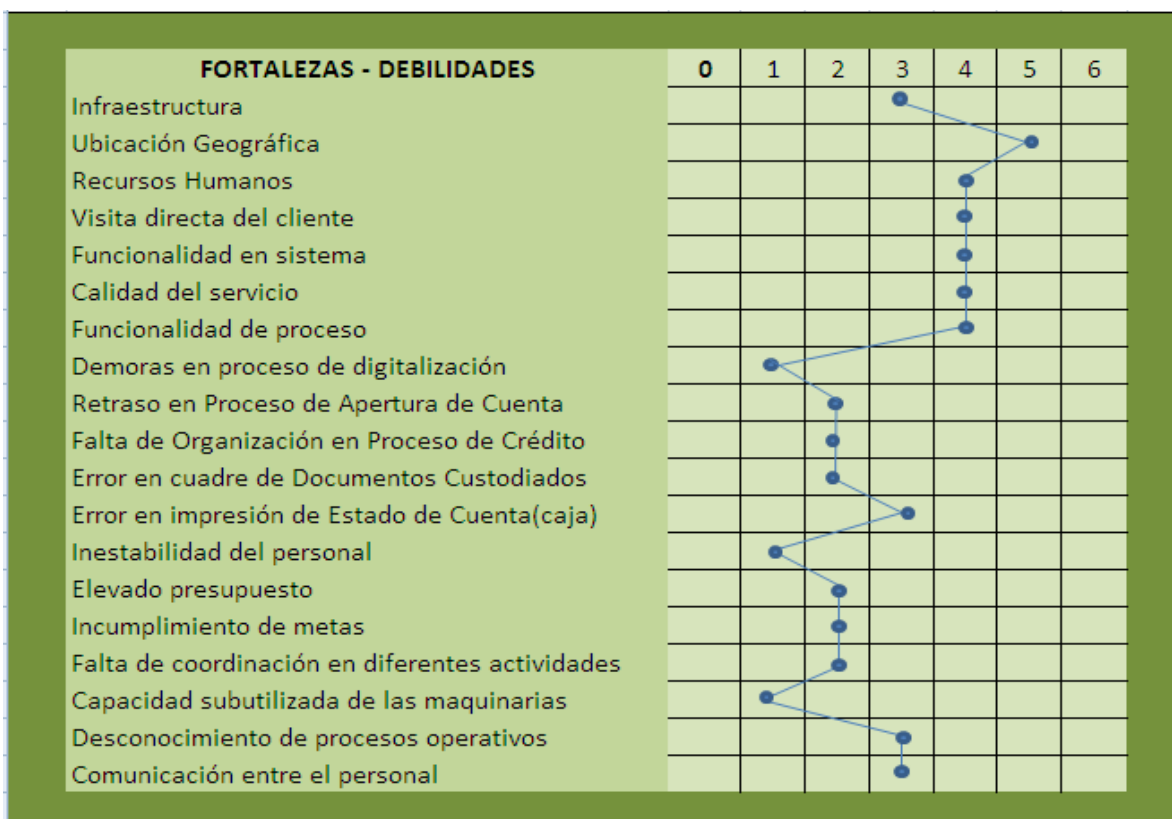 FORTALEZAS - DEBILIDADES 0 1 2 3 4 5 6
Infraestructura
Ubicación Geográfica
Recursos Humanos
Visita directa del cliente
Funcionalidad en sistema
Calidad del servicio
Funcionalidad de proceso
Demoras en proceso de digitalización
Retraso en Proceso de Apertura de Cuenta
Falta de Organización en Proceso de Crédito
Error en cuadre de Documentos Custodiados
Error en impresión de Estado de Cuenta(caja)
Inestabilidad del personal
Elevado presupuesto
Incumplimiento de metas
Falta de coordinación en diferentes actividades
Capacidad subutilizada de las maquinarias
Desconocimiento de procesos operativos
Comunicación entre el personal